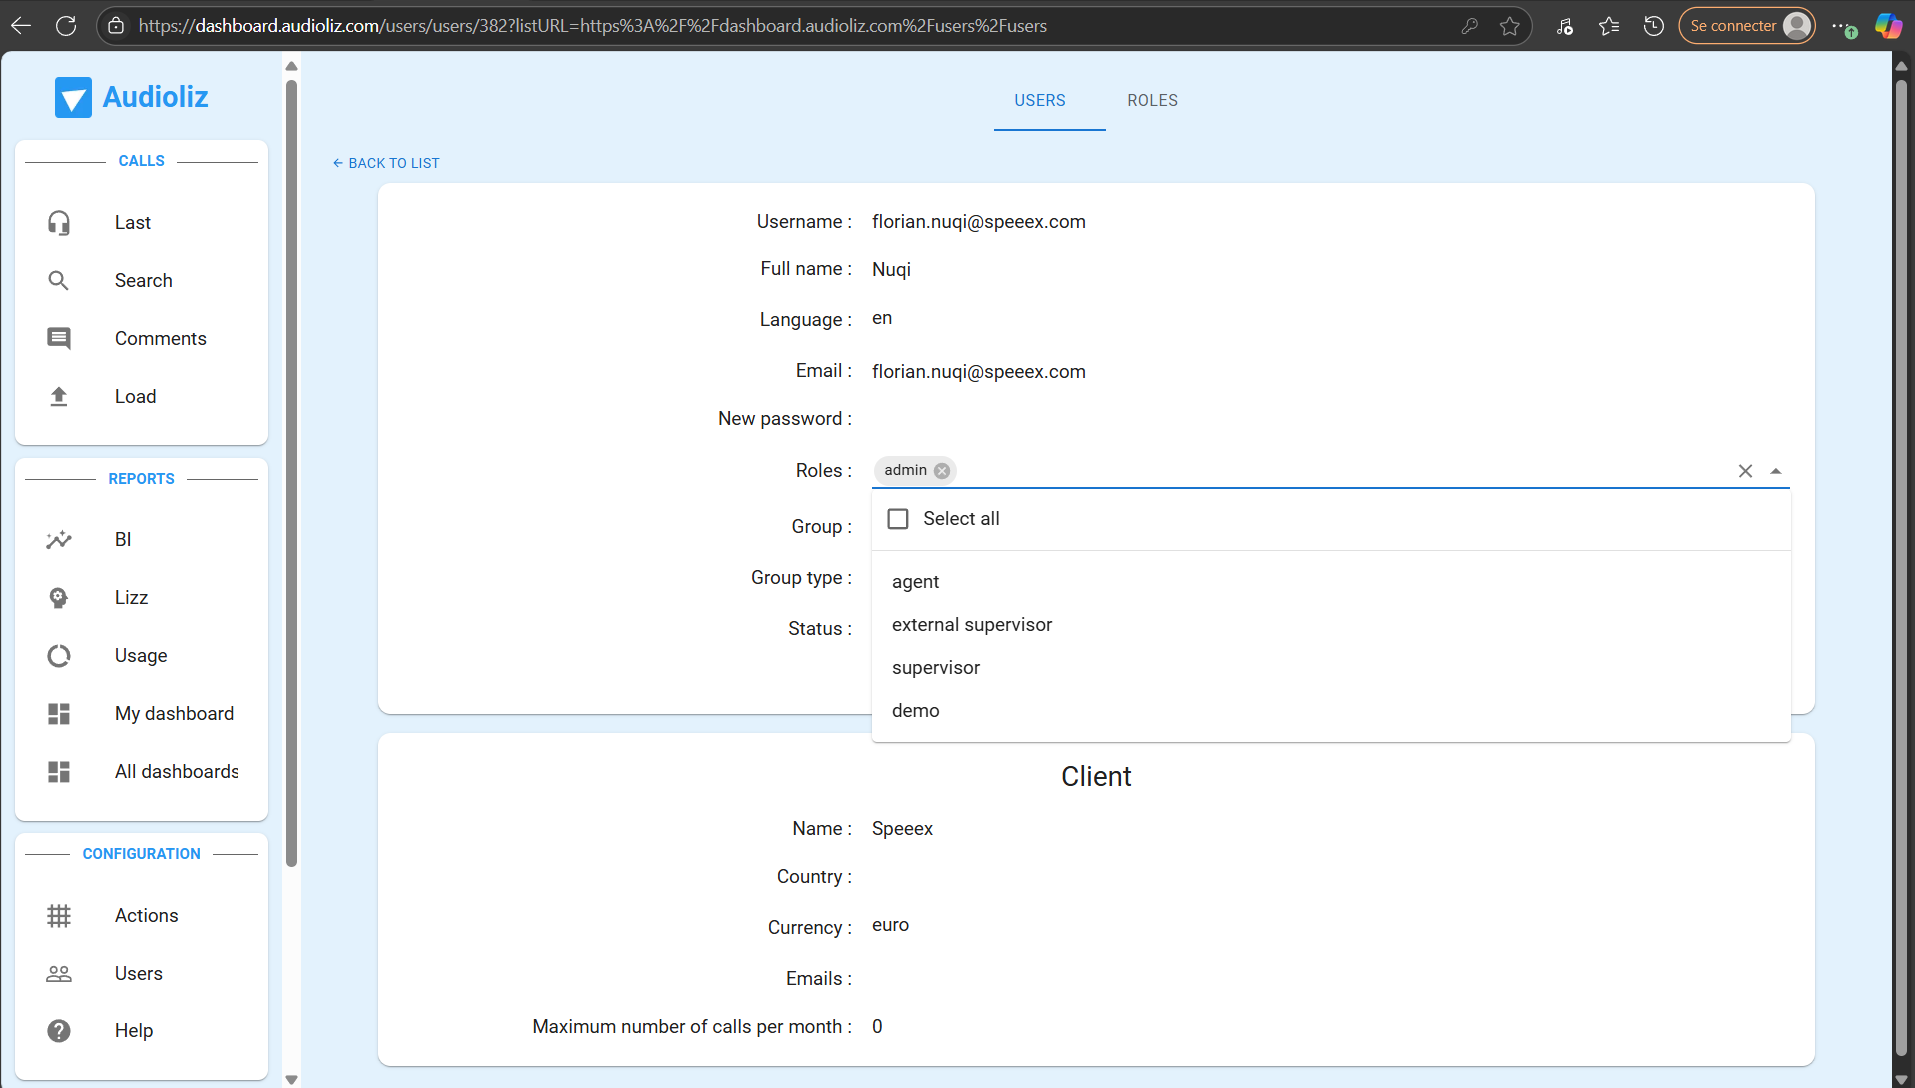 https://dashboard.audioliz.com/users/users/382?listURL=https%3A%2F%2Fdashboard.audioliz.com%2Fusers%2Fusers
Se connecter
Audioliz
CALLS
Last
Search
Comments
Load
REPORTS
BI
Lizz
Usage
My dashboard
All dashboards
CONFIGURATION
Actions
Users
Help
USERS ROLES
← BACK TO LIST
Username : florian.nuqi@speeex.com
Full name : Nuqi
Language : en
Email : florian.nuqi@speeex.com
New password :
Roles : admin
Select all
agent
external supervisor
supervisor
demo
Group :
Group type :
Status :
Client
Name : Speeex
Country :
Currency : euro
Emails :
Maximum number of calls per month : 0